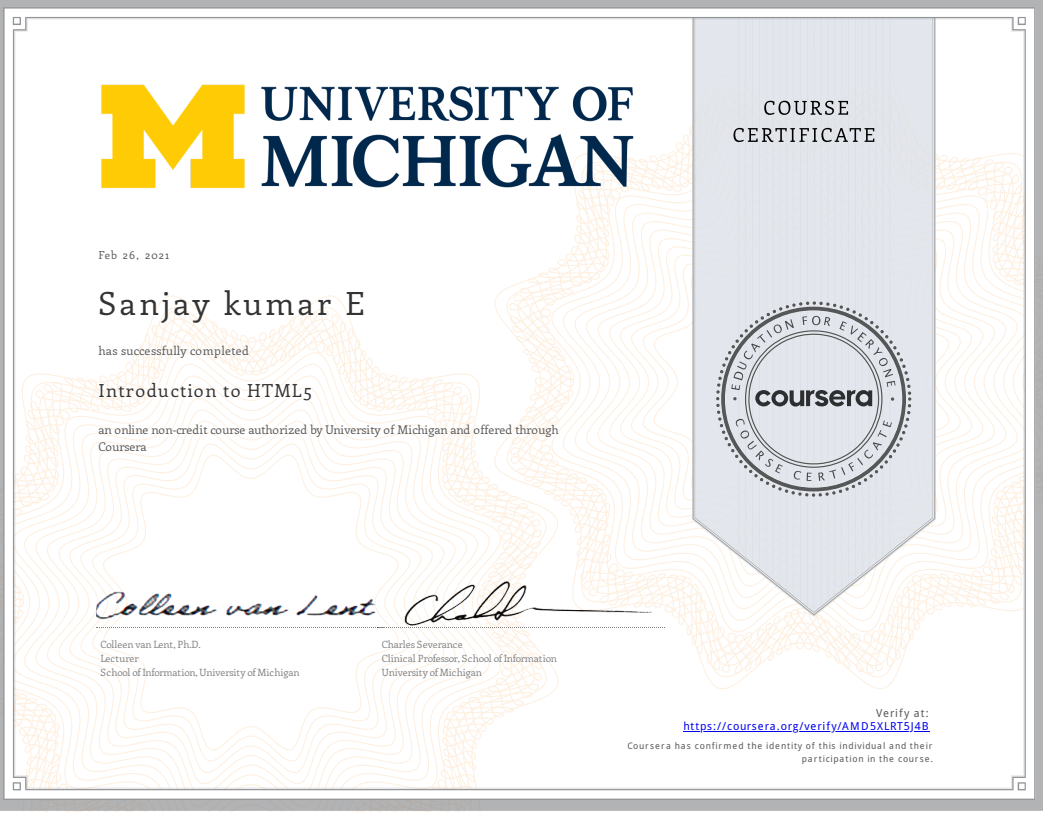 UNIVERSITY OF
MICHIGAN
COURSE
CERTIFICATE
Feb 26, 2021
Sanjay kumar E
has successfully completed
Introduction to HTML5
an online non-credit course authorized by University of Michigan and offered through
Coursera
EDUCATION FOR EVERYONE
coursera
COURSE CERTIFICATE
Colleen van Lent
Colleen van Lent, Ph.D.
Lecturer
School of Information, University of Michigan
Charles Severance
Clinical Professor, School of Information
University of Michigan
Verify at:
https://coursera.org/verify/AMD5XLRT5J4B
Coursera has confirmed the identity of this individual and their
participation in the course.